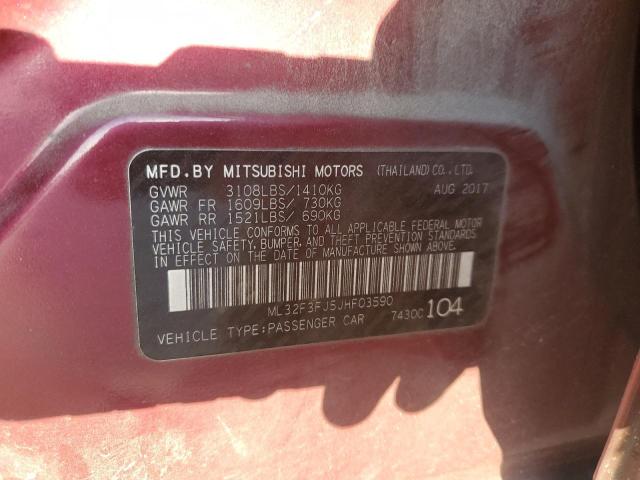 MFD.BY MITSUBISHI MOTORS (THAILAND) CO.,LTD.
GVWR 3108LBS/1410KG AUG 2017
GAWR FR 1609LBS/ 730KG
GAWR RR 1521LBS/ 690KG
THIS VEHICLE CONFORMS TO ALL APPLICABLE FEDERAL MOTOR
VEHICLE SAFETY, BUMPER, AND THEFT PREVENTION STANDARDS
IN EFFECT ON THE DATE OF MANUFACTURE SHOWN ABOVE.
ML32F3FJ5JHF03590
VEHICLE TYPE:PASSENGER CAR 7430C 104